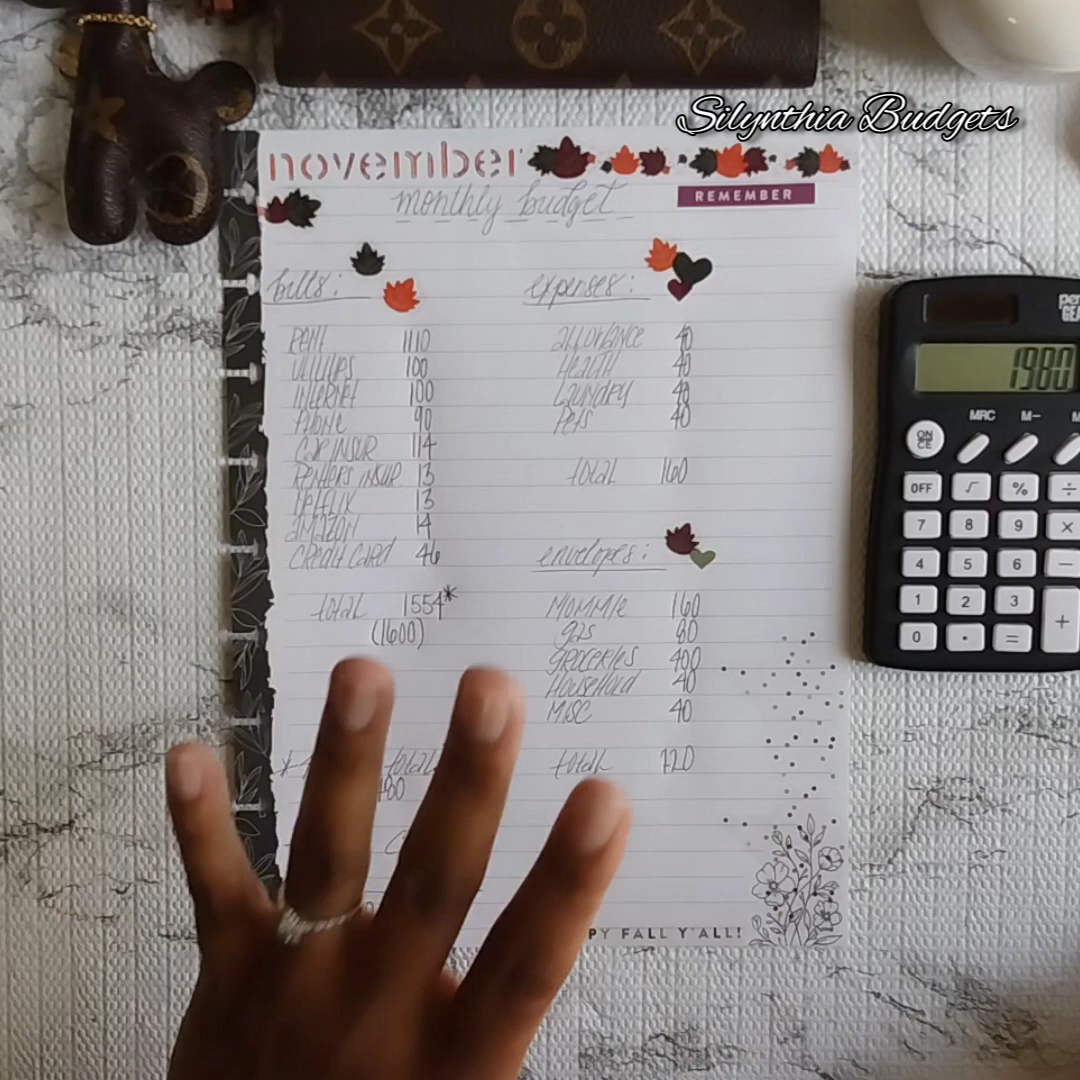 Silynthia Budgets
november
monthly budget
REMEMBER
bills:
Rent 1110
Utilities 100
Internet 100
Phone 90
Car Insur 114
Renters Insur 13
Netflix 13
Amazon 14
Credit Card 46
total 1554*
(1600)
* total
480
expenses:
Allowance 40
Health 40
Laundry 40
Pets 40
total 160
envelopes:
Mommie 160
Gas 80
Groceries 400
Household 40
Misc 40
total 720
PY FALL Y'ALL!
1980
MRC M-
ON/CE
OFF √ % ÷
7 8 9 ×
4 5 6 −
1 2 3 +
0 . =